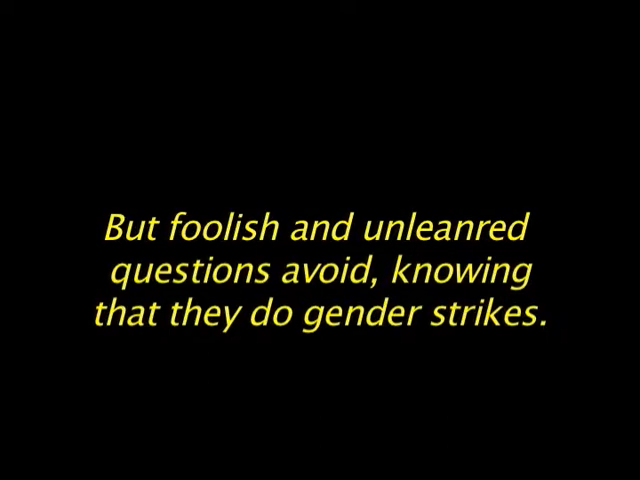 But foolish and unleanred
questions avoid, knowing
that they do gender strikes.